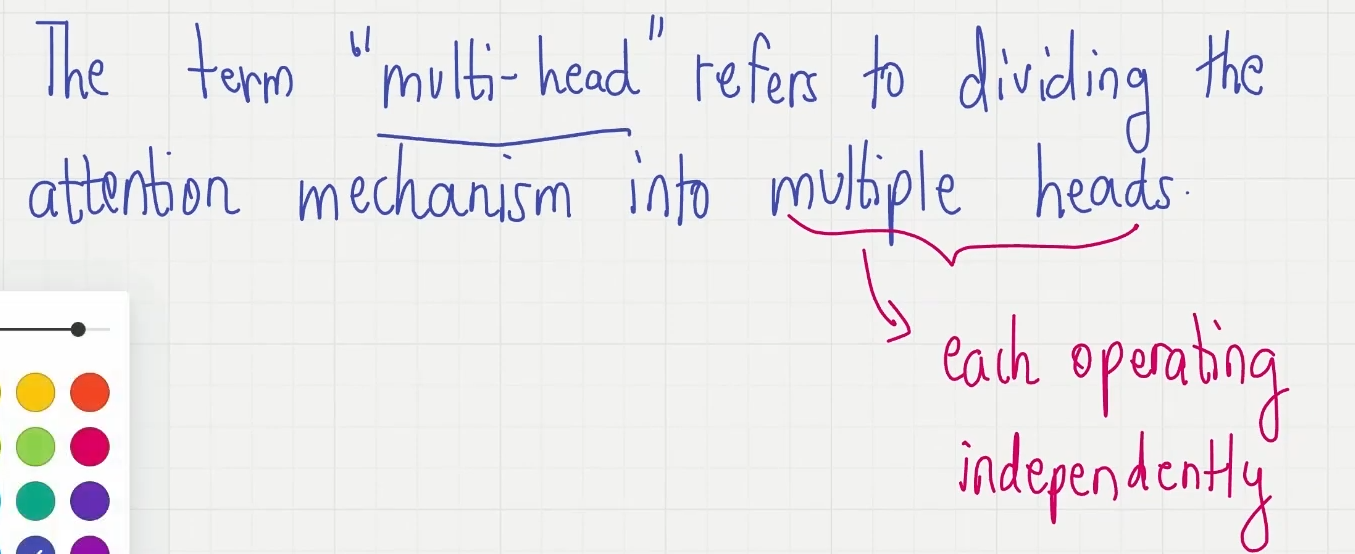 The term "multi-head" refers to dividing the
attention mechanism into multiple heads.
each operating
independently